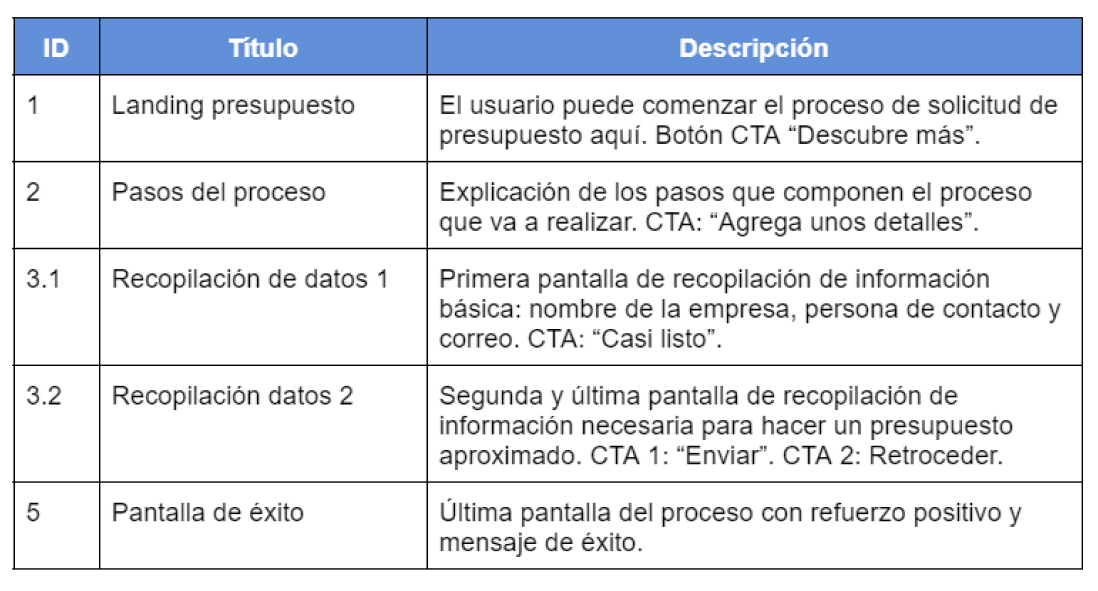 ID Título Descripción
1 Landing presupuesto El usuario puede comenzar el proceso de solicitud de
presupuesto aquí. Botón CTA “Descubre más”.
2 Pasos del proceso Explicación de los pasos que componen el proceso
que va a realizar. CTA: “Agrega unos detalles”.
3.1 Recopilación de datos 1 Primera pantalla de recopilación de información
básica: nombre de la empresa, persona de contacto y
correo. CTA: “Casi listo”.
3.2 Recopilación datos 2 Segunda y última pantalla de recopilación de
información necesaria para hacer un presupuesto
aproximado. CTA 1: “Enviar”. CTA 2: Retroceder.
5 Pantalla de éxito Última pantalla del proceso con refuerzo positivo y
mensaje de éxito.